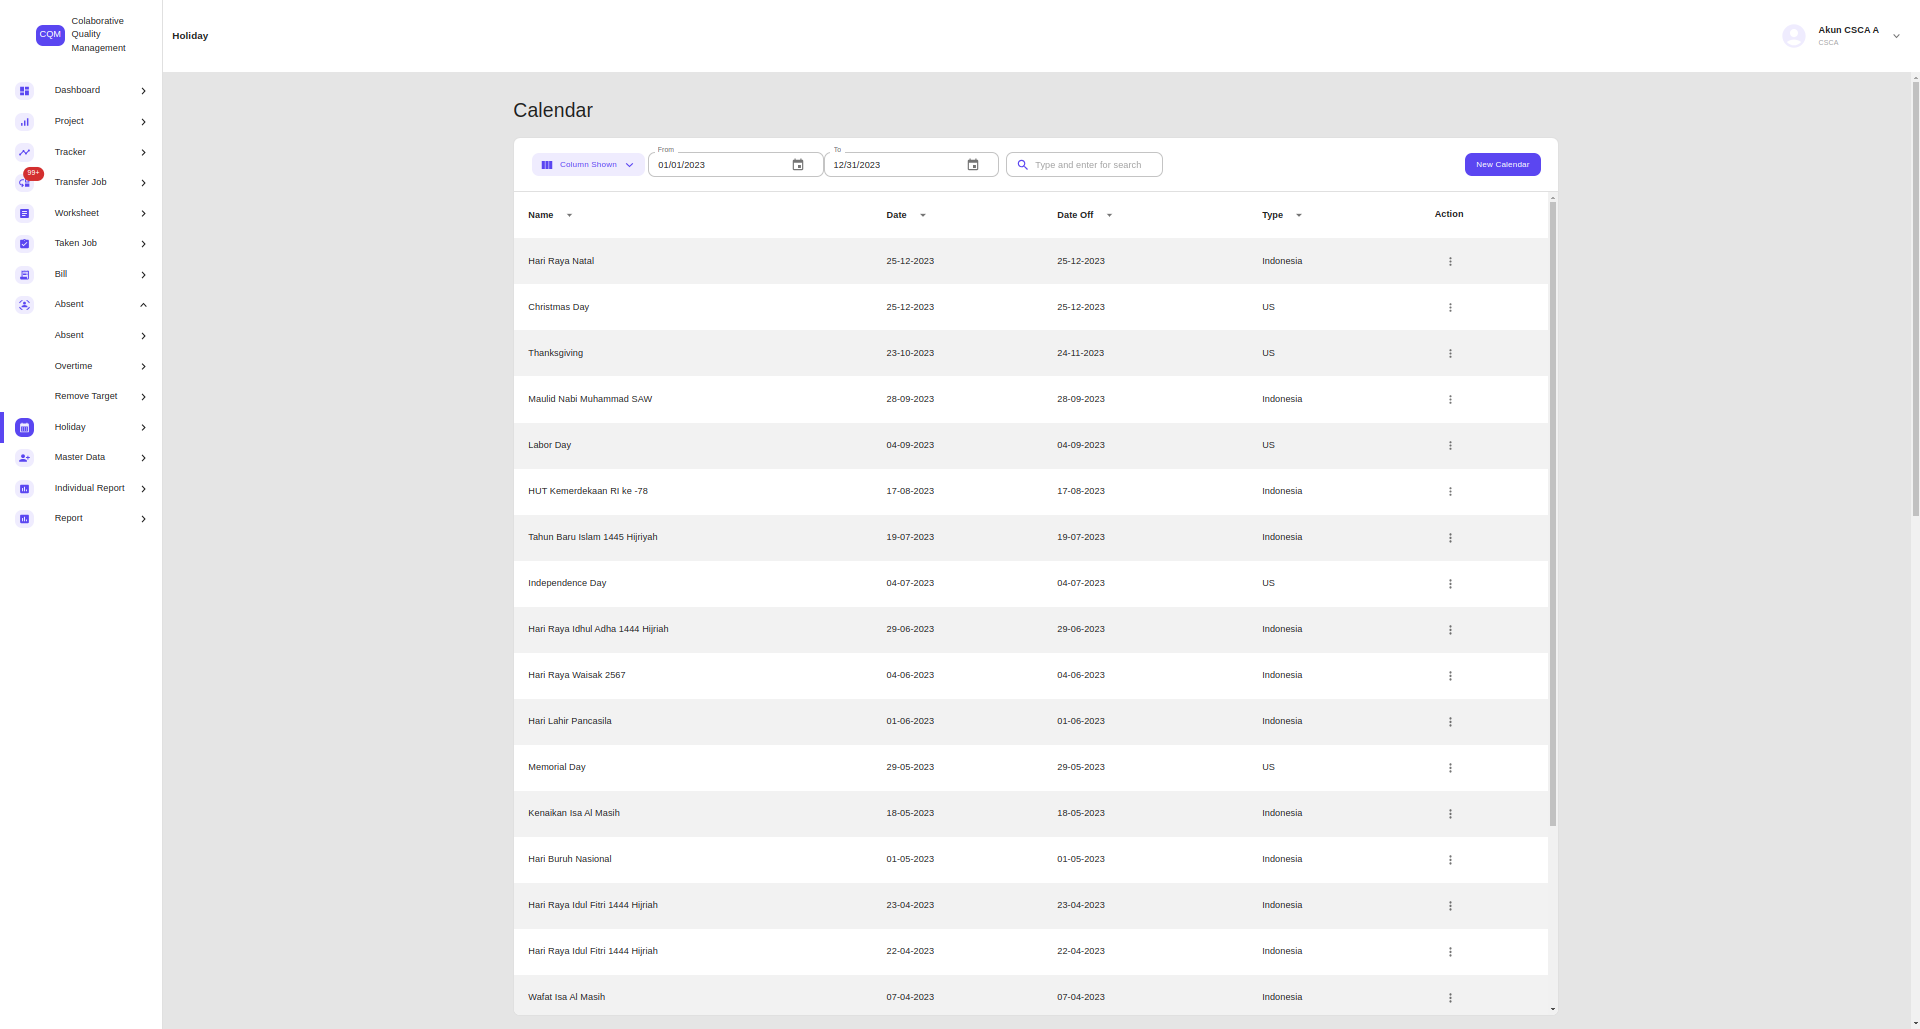 Colaborative
CQM
Quality
Management
Holiday
Akun CSCA A
CSCA
Dashboard
Project
Tracker
99+
Transfer Job
Worksheet
Taken Job
Bill
Absent
Absent
Overtime
Remove Target
Holiday
Master Data
Individual Report
Report
Calendar
Column Shown
From
01/01/2023
To
12/31/2023
Type and enter for search
New Calendar
Name Date Date Off Type Action
Hari Raya Natal 25-12-2023 25-12-2023 Indonesia
Christmas Day 25-12-2023 25-12-2023 US
Thanksgiving 23-10-2023 24-11-2023 US
Maulid Nabi Muhammad SAW 28-09-2023 28-09-2023 Indonesia
Labor Day 04-09-2023 04-09-2023 US
HUT Kemerdekaan RI ke -78 17-08-2023 17-08-2023 Indonesia
Tahun Baru Islam 1445 Hijriyah 19-07-2023 19-07-2023 Indonesia
Independence Day 04-07-2023 04-07-2023 US
Hari Raya Idhul Adha 1444 Hijriah 29-06-2023 29-06-2023 Indonesia
Hari Raya Waisak 2567 04-06-2023 04-06-2023 Indonesia
Hari Lahir Pancasila 01-06-2023 01-06-2023 Indonesia
Memorial Day 29-05-2023 29-05-2023 US
Kenaikan Isa Al Masih 18-05-2023 18-05-2023 Indonesia
Hari Buruh Nasional 01-05-2023 01-05-2023 Indonesia
Hari Raya Idul Fitri 1444 Hijriah 23-04-2023 23-04-2023 Indonesia
Hari Raya Idul Fitri 1444 Hijriah 22-04-2023 22-04-2023 Indonesia
Wafat Isa Al Masih 07-04-2023 07-04-2023 Indonesia